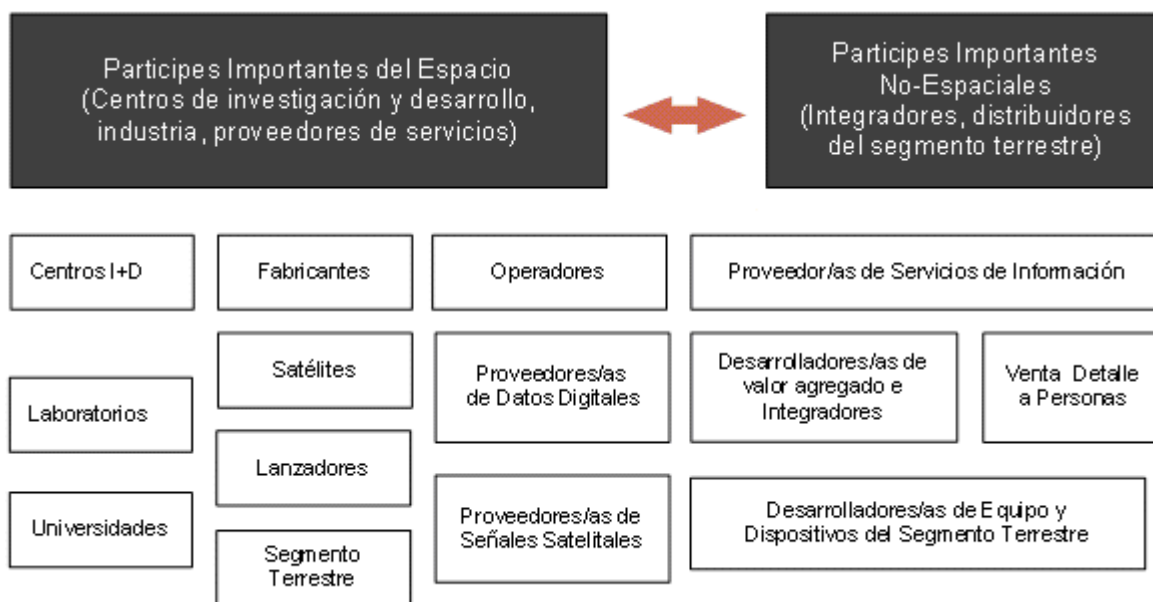 Participes Importantes del Espacio
(Centros de investigación y desarrollo,
industria, proveedores de servicios)
Participes Importantes
No-Espaciales
(Integradores, distribuidores
del segmento terrestre)
Centros I+D
Fabricantes
Operadores
Proveedor/as de Servicios de Información
Satélites
Proveedores/as
de Datos Digitales
Desarrolladores/as de
valor agregado e
Integradores
Venta Detalle
a Personas
Laboratorios
Lanzadores
Universidades
Segmento
Terrestre
Proveedores/as de
Señales Satelitales
Desarrolladores/as de Equipo y
Dispositivos del Segmento Terrestre